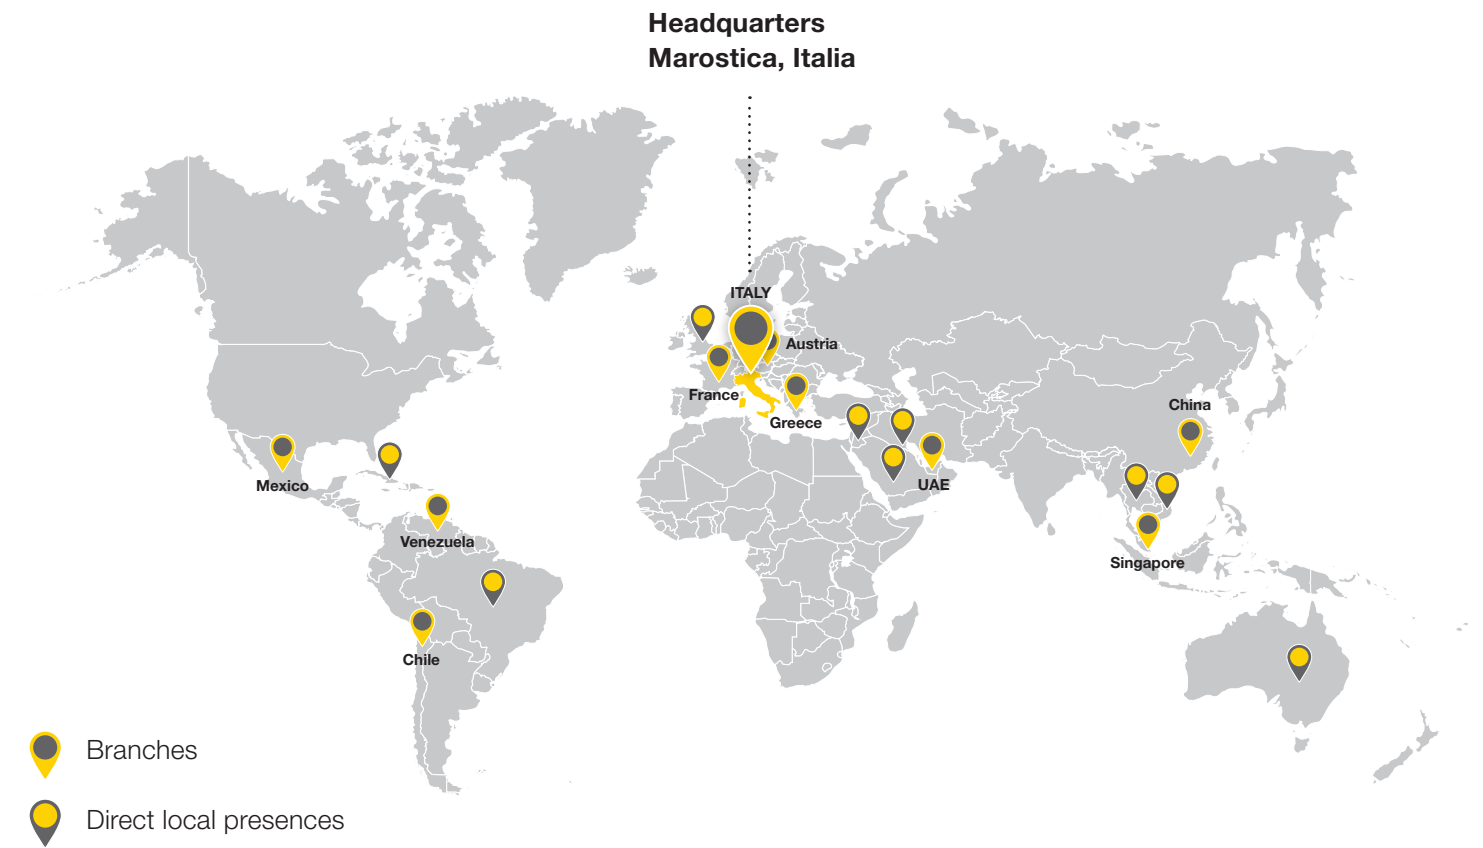 Headquarters
Marostica, Italia
ITALY
Austria
France
Greece
China
UAE
Mexico
Venezuela
Singapore
Chile
Branches
Direct local presences